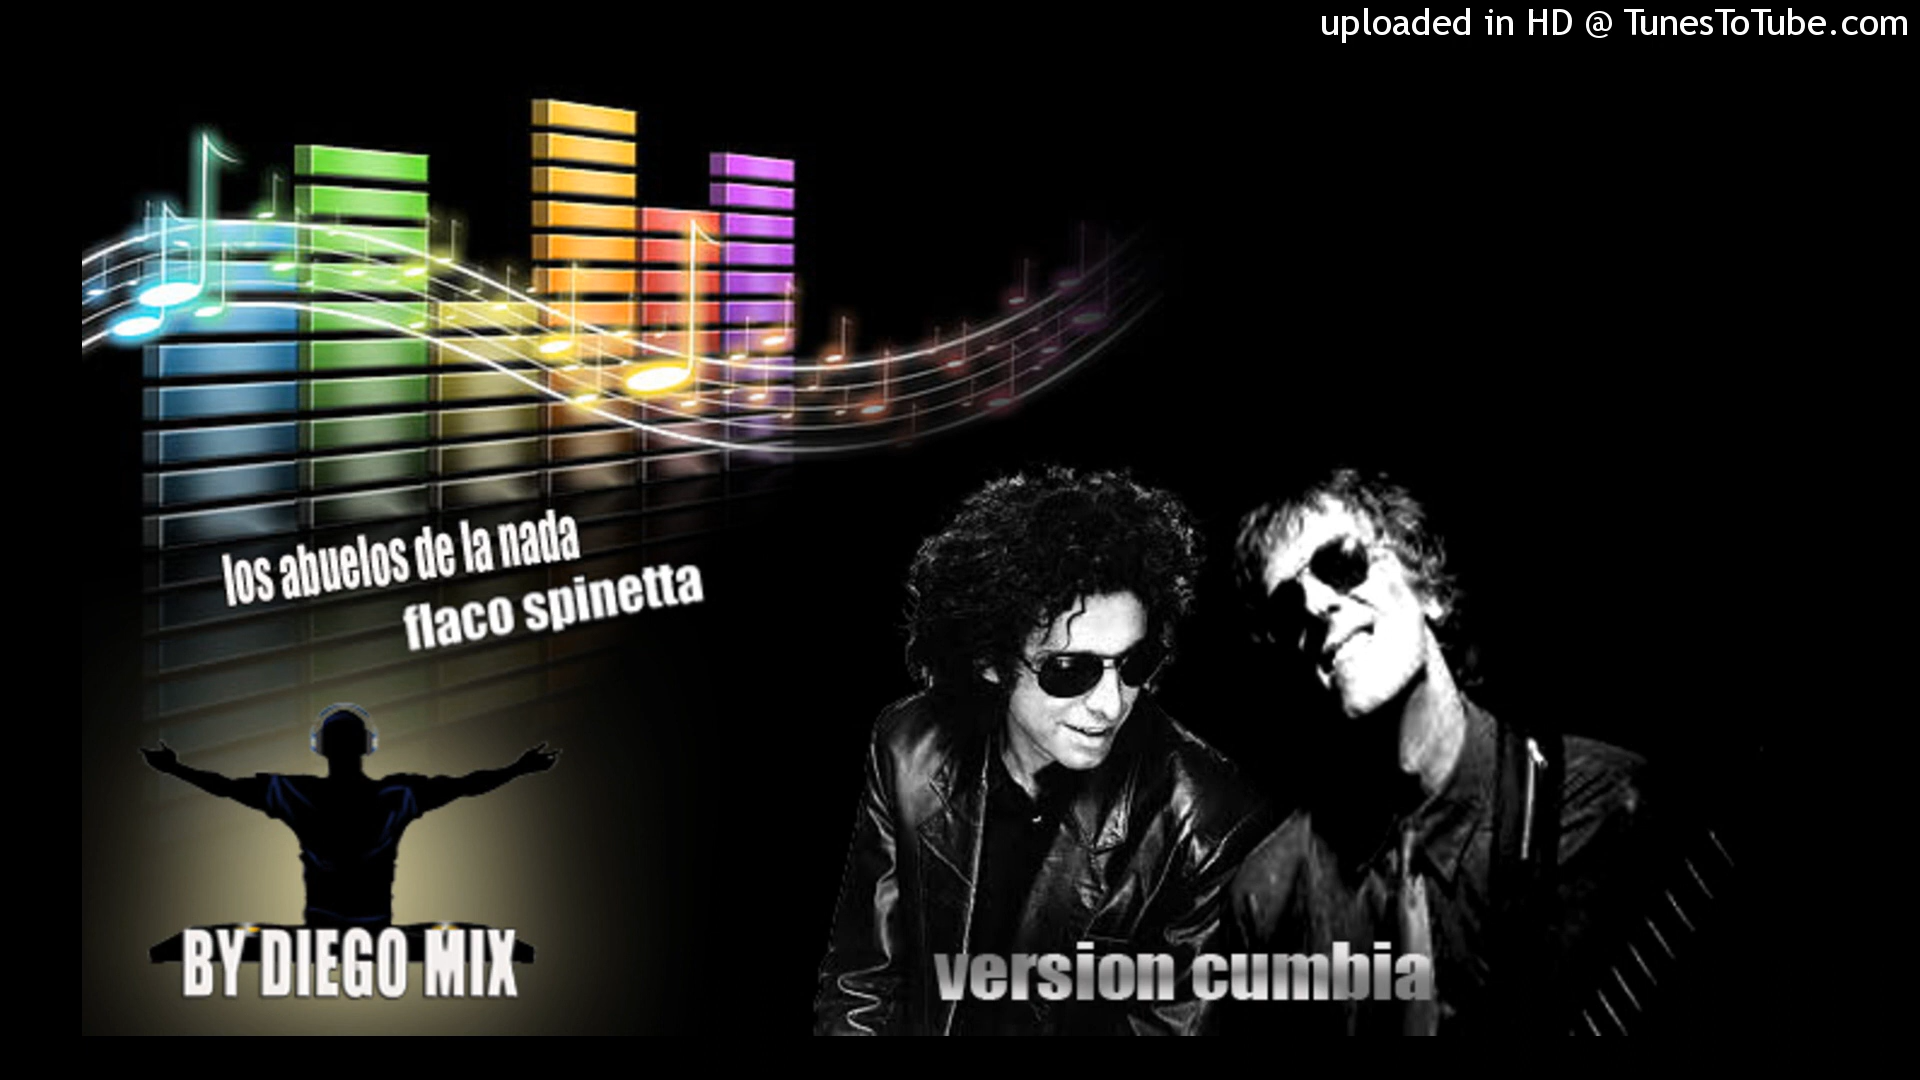 uploaded in HD @ TunesToTube.com
los abuelos de la nada
flaco spinetta
BY DIEGO MIX
version cumbia